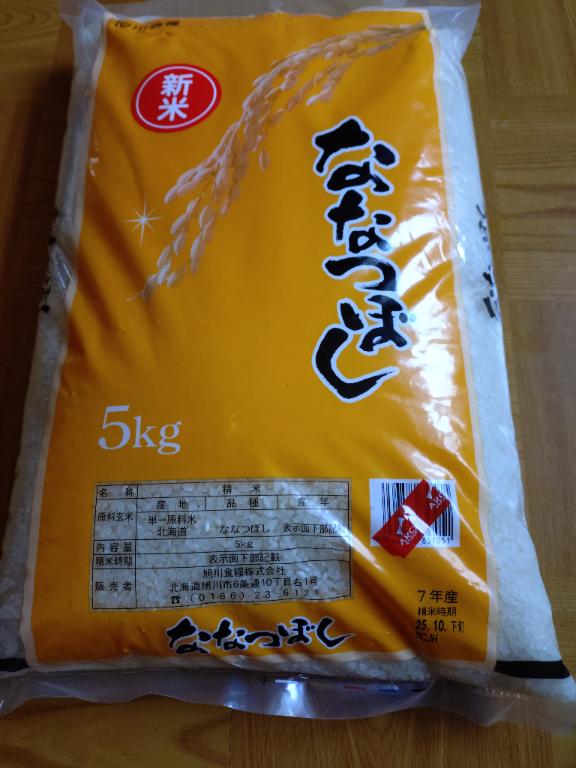 新米
ななつぼし
5kg
名称 精米
原料玄米 産地 品種 産年
単一原料米
北海道 ななつぼし 表示面下部記載
内容量 5kg
精米時期 表示面下部記載
販売者 旭川食糧株式会社
北海道旭川市6条通10丁目右1号
☎(0166)23-6121
ARC
ARC
7年産
精米時期
25.10.下旬
ななつぼし